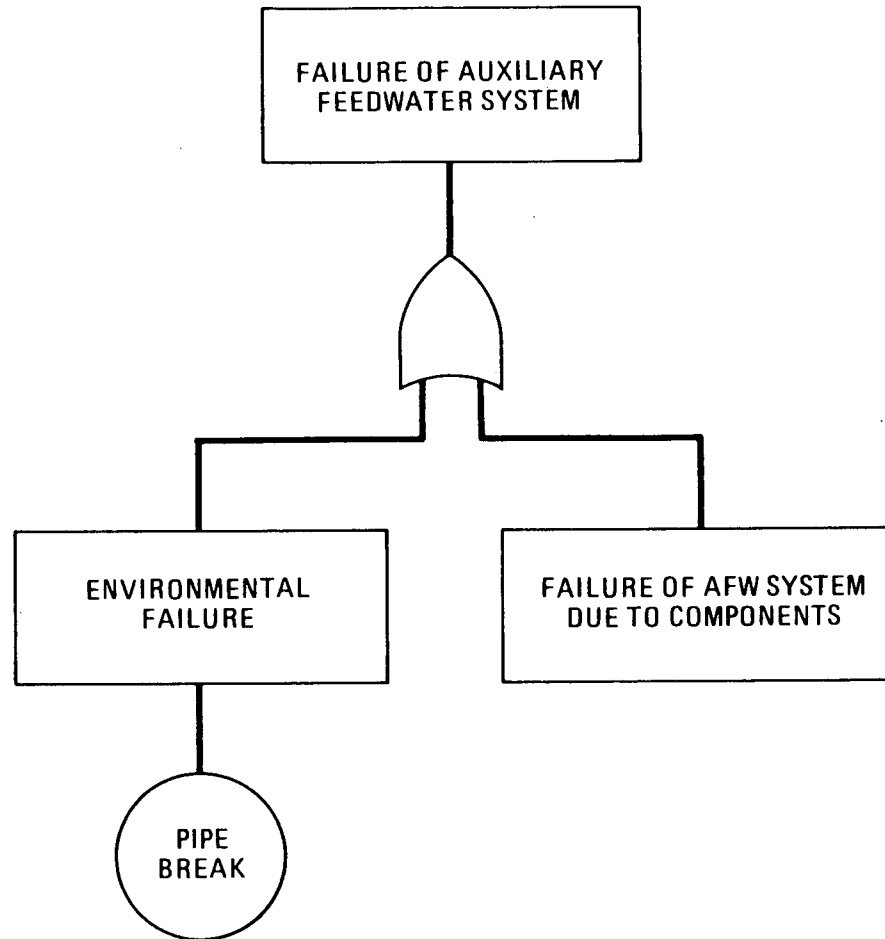 FAILURE OF AUXILIARY
FEEDWATER SYSTEM
ENVIRONMENTAL
FAILURE
FAILURE OF AFW SYSTEM
DUE TO COMPONENTS
PIPE
BREAK